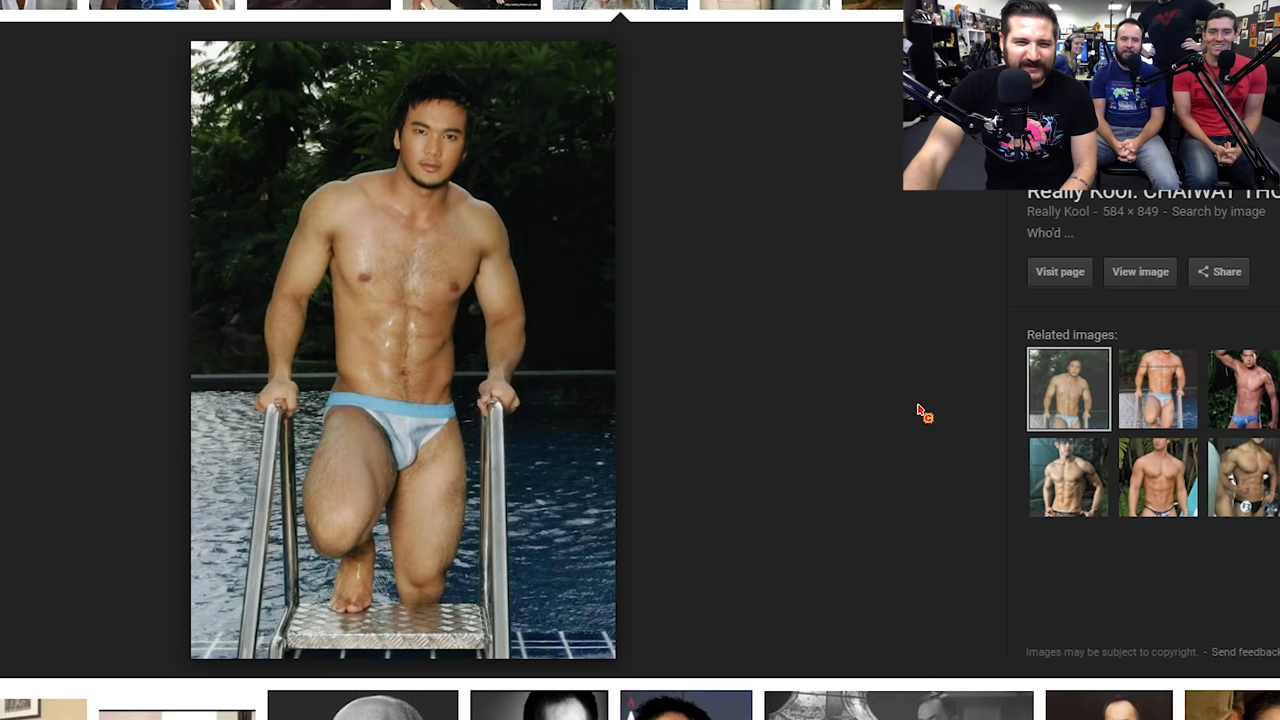 Really Kool: CHAIWAT THO
Really Kool - 584 × 849 - Search by image
Who'd ...
Visit page
View image
Share
Related images:
Images may be subject to copyright. - Send feedback